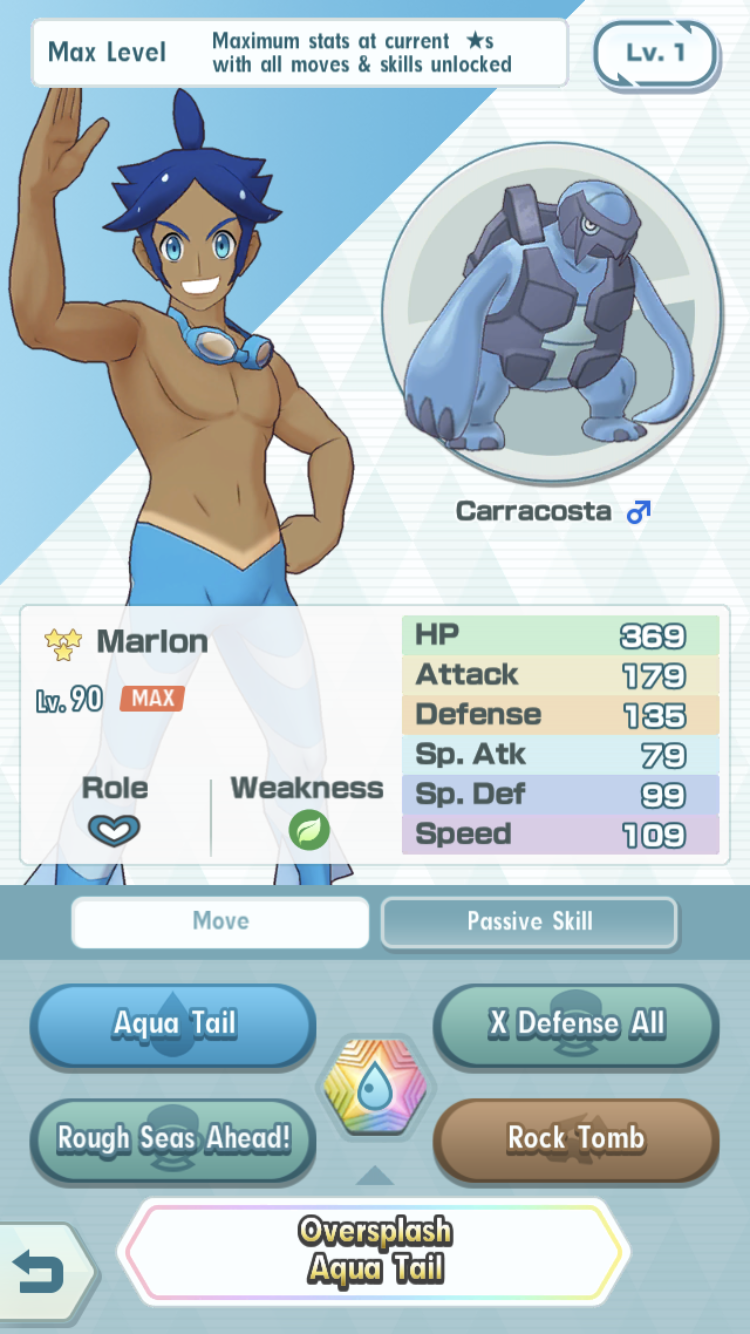 Max Level
Maximum stats at current ★s
with all moves & skills unlocked
Lv. 1
Carracosta ♂
Marlon
Lv. 90 MAX
Role
Weakness
HP 369
Attack 179
Defense 135
Sp. Atk 79
Sp. Def 99
Speed 109
Move
Passive Skill
Aqua Tail
X Defense All
Rough Seas Ahead!
Rock Tomb
Oversplash
Aqua Tail